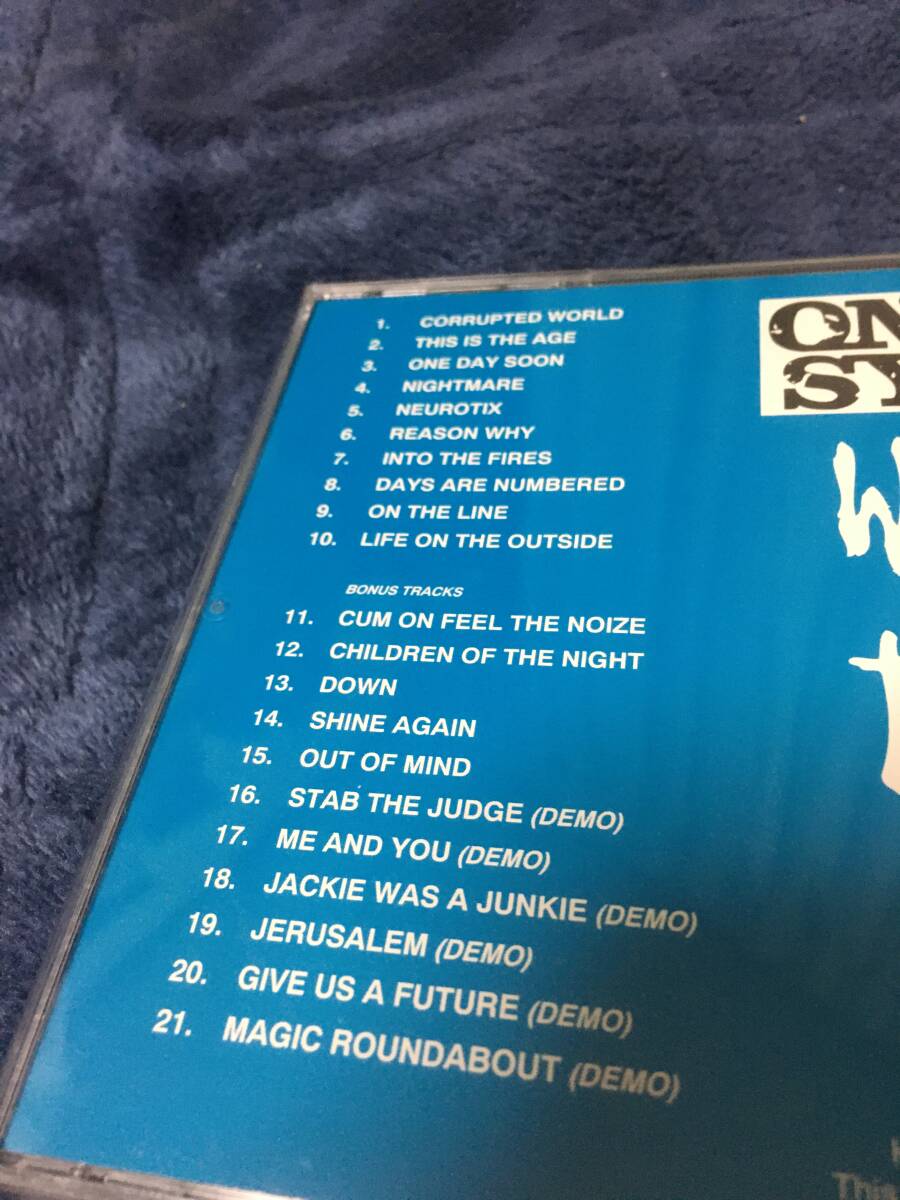 1. CORRUPTED WORLD
2. THIS IS THE AGE
3. ONE DAY SOON
4. NIGHTMARE
5. NEUROTIX
6. REASON WHY
7. INTO THE FIRES
8. DAYS ARE NUMBERED
9. ON THE LINE
10. LIFE ON THE OUTSIDE
BONUS TRACKS
11. CUM ON FEEL THE NOIZE
12. CHILDREN OF THE NIGHT
13. DOWN
14. SHINE AGAIN
15. OUT OF MIND
16. STAB THE JUDGE (DEMO)
17. ME AND YOU (DEMO)
18. JACKIE WAS A JUNKIE (DEMO)
19. JERUSALEM (DEMO)
20. GIVE US A FUTURE (DEMO)
21. MAGIC ROUNDABOUT (DEMO)
ON
SY
This